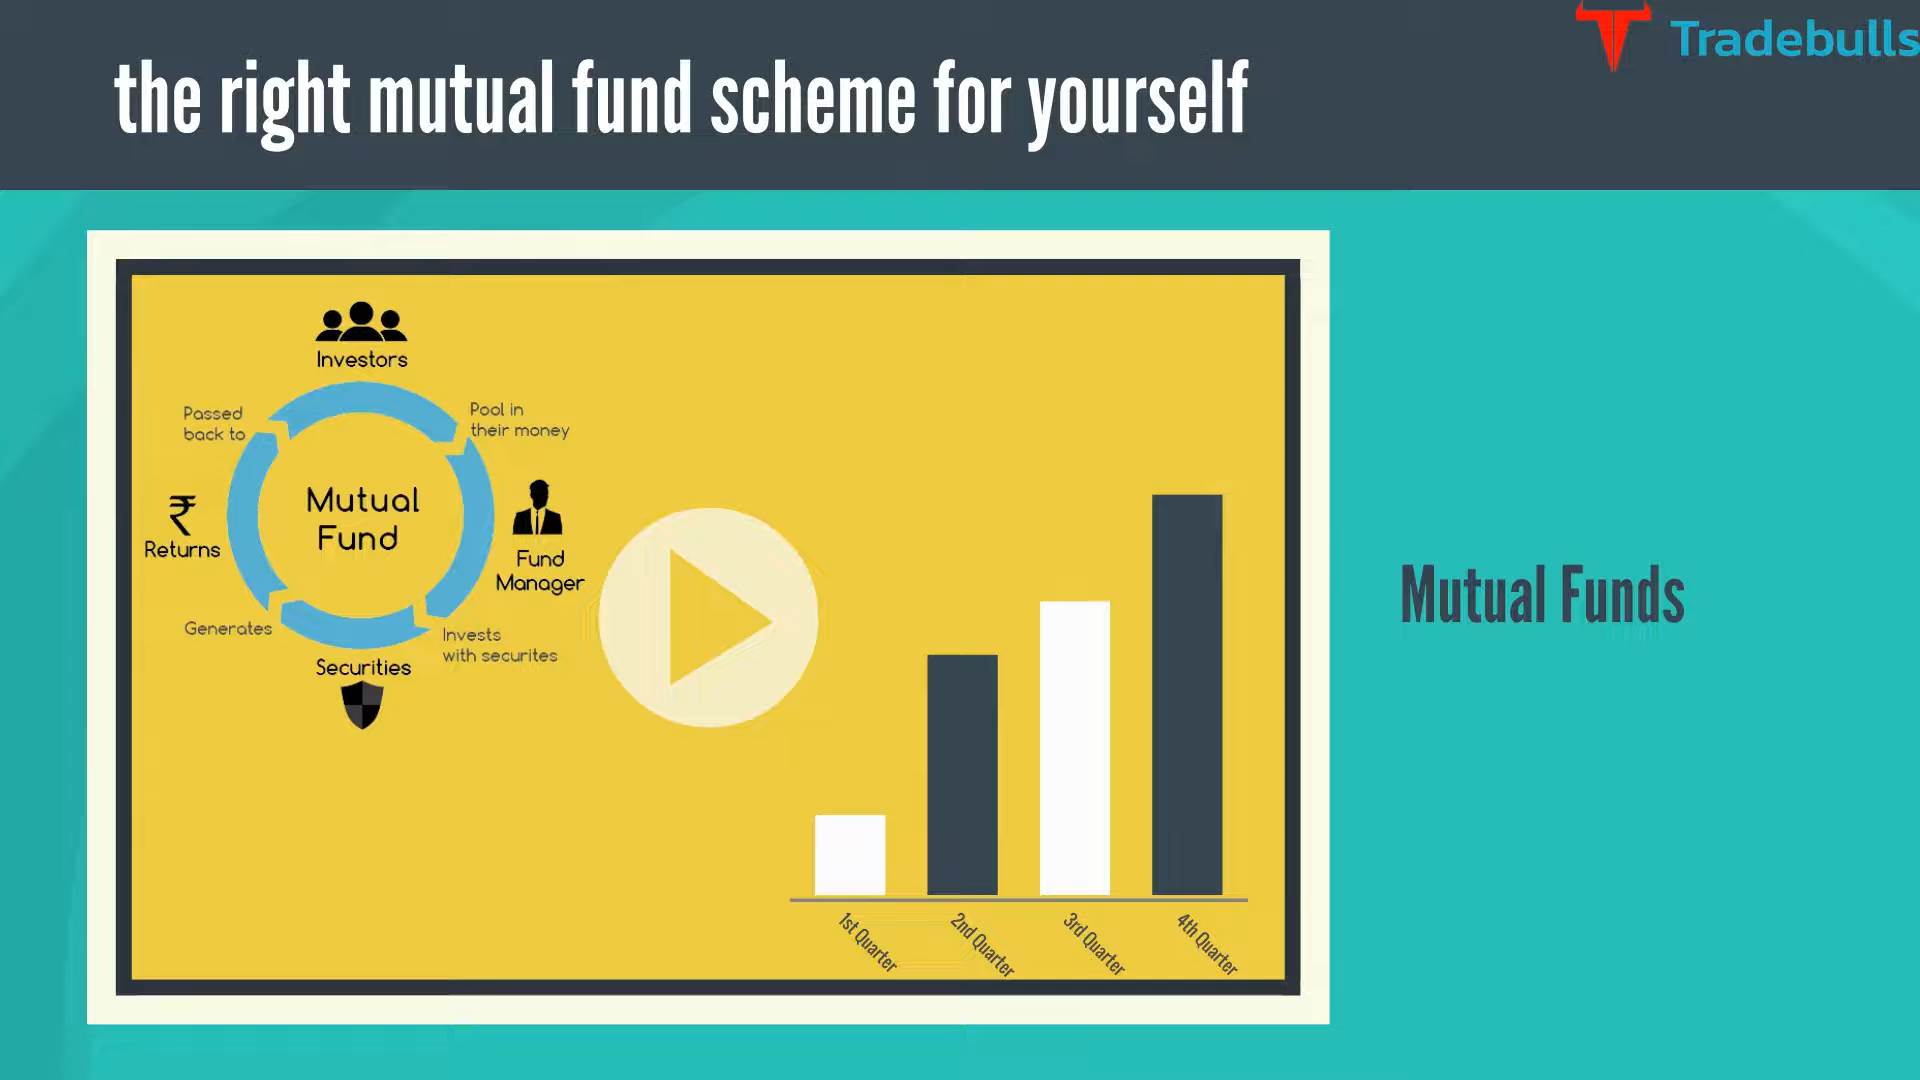 Tradebulls
the right mutual fund scheme for yourself
Investors
Passed
back to
Pool in
their money
Mutual
Fund
₹
Returns
Fund
Manager
Generates
Invests
with securites
Securities
Mutual Funds
1st Quarter
2nd Quarter
3rd Quarter
4th Quarter